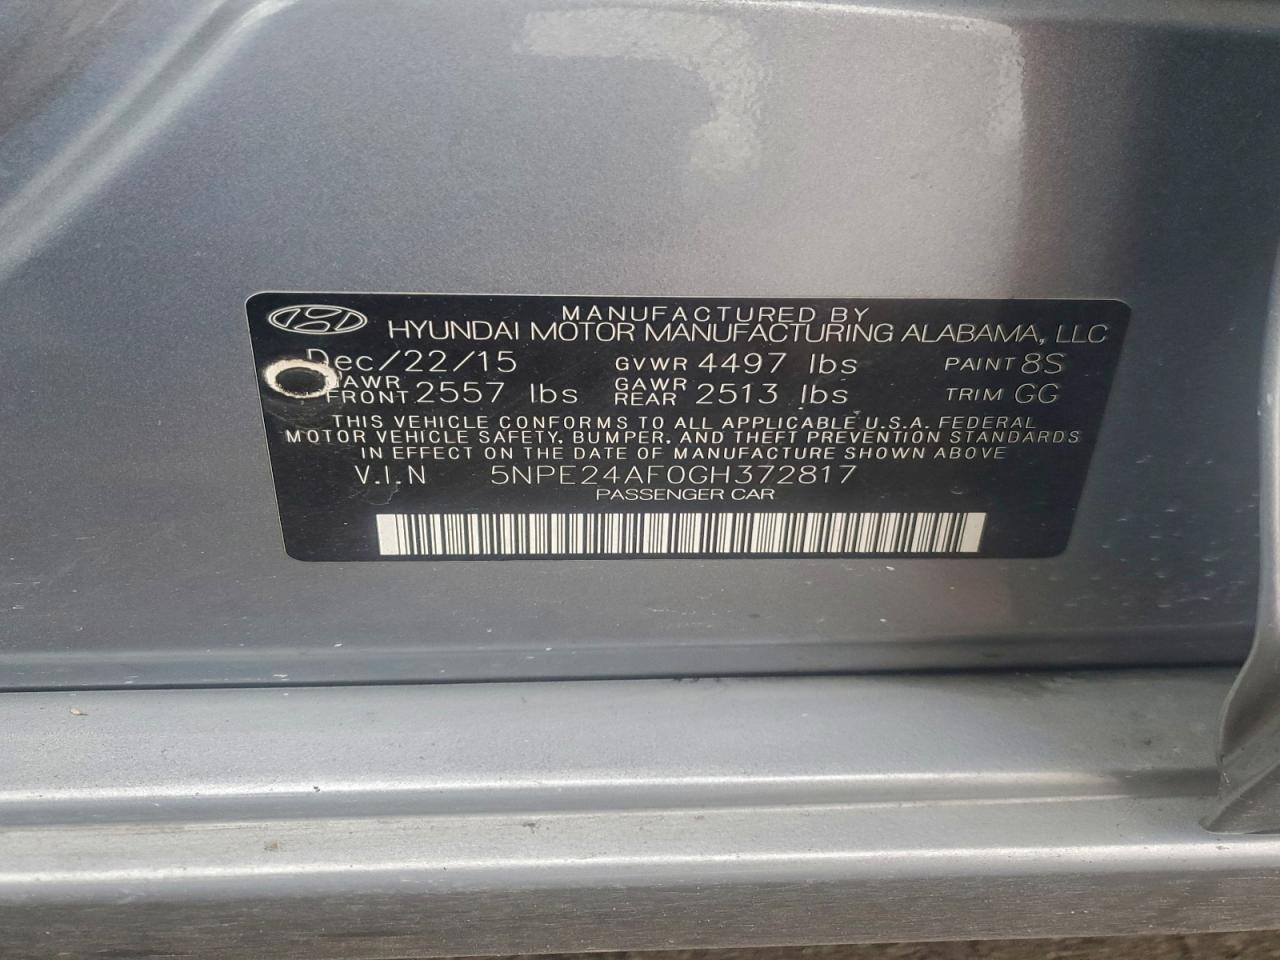 MANUFACTURED BY
HYUNDAI MOTOR MANUFACTURING ALABAMA, LLC
Dec/22/15 GVWR 4497 lbs PAINT 8S
GAWR FRONT 2557 lbs GAWR REAR 2513 lbs TRIM GG
THIS VEHICLE CONFORMS TO ALL APPLICABLE U.S.A. FEDERAL
MOTOR VEHICLE SAFETY, BUMPER, AND THEFT PREVENTION STANDARDS
IN EFFECT ON THE DATE OF MANUFACTURE SHOWN ABOVE
V.I.N 5NPE24AF0GH372817
PASSENGER CAR